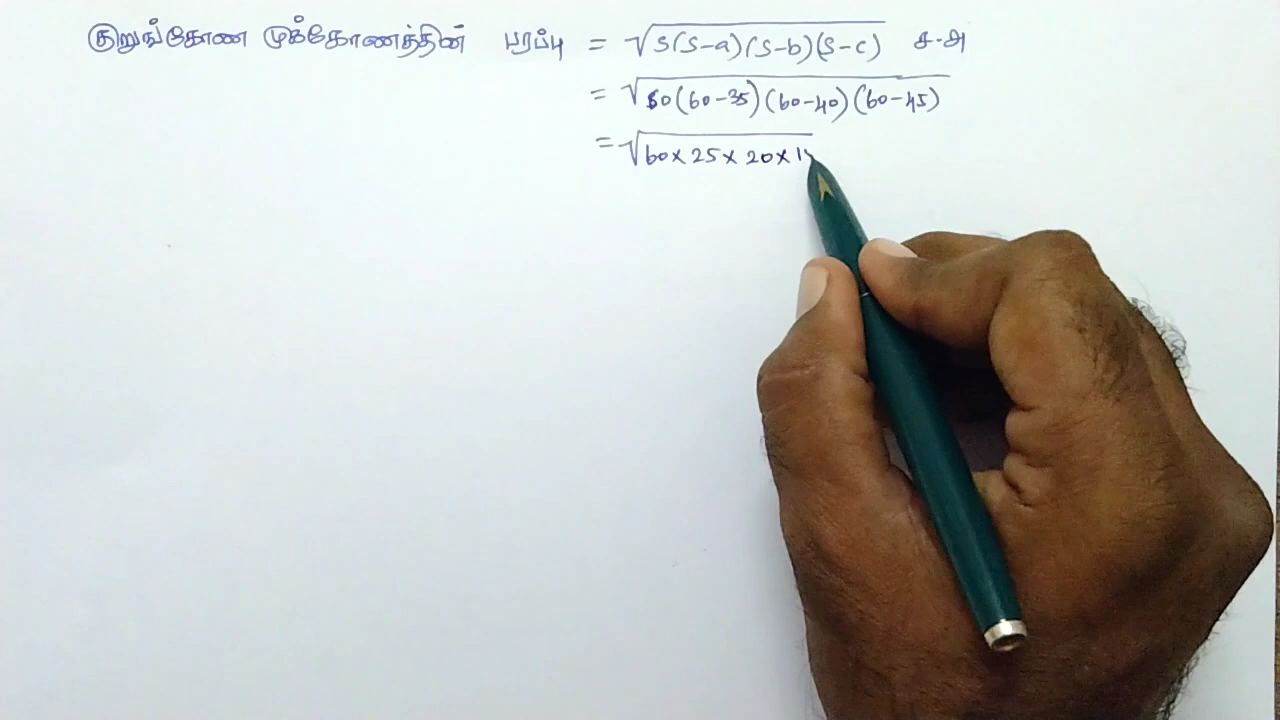 குறுங்கோண முக்கோணத்தின் பரப்பு = √s(s-a)(s-b)(s-c) ச.அ
= √60(60-35)(60-40)(60-45)
= √60×25×20×1